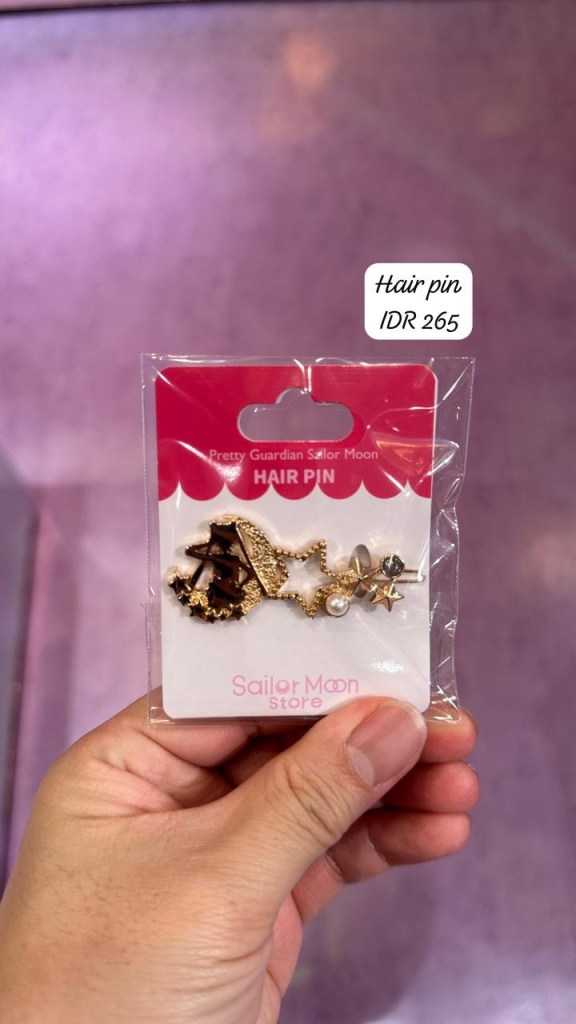 Hair pin
IDR 265
Pretty Guardian Sailor Moon
HAIR PIN
Sailor Moon
Store